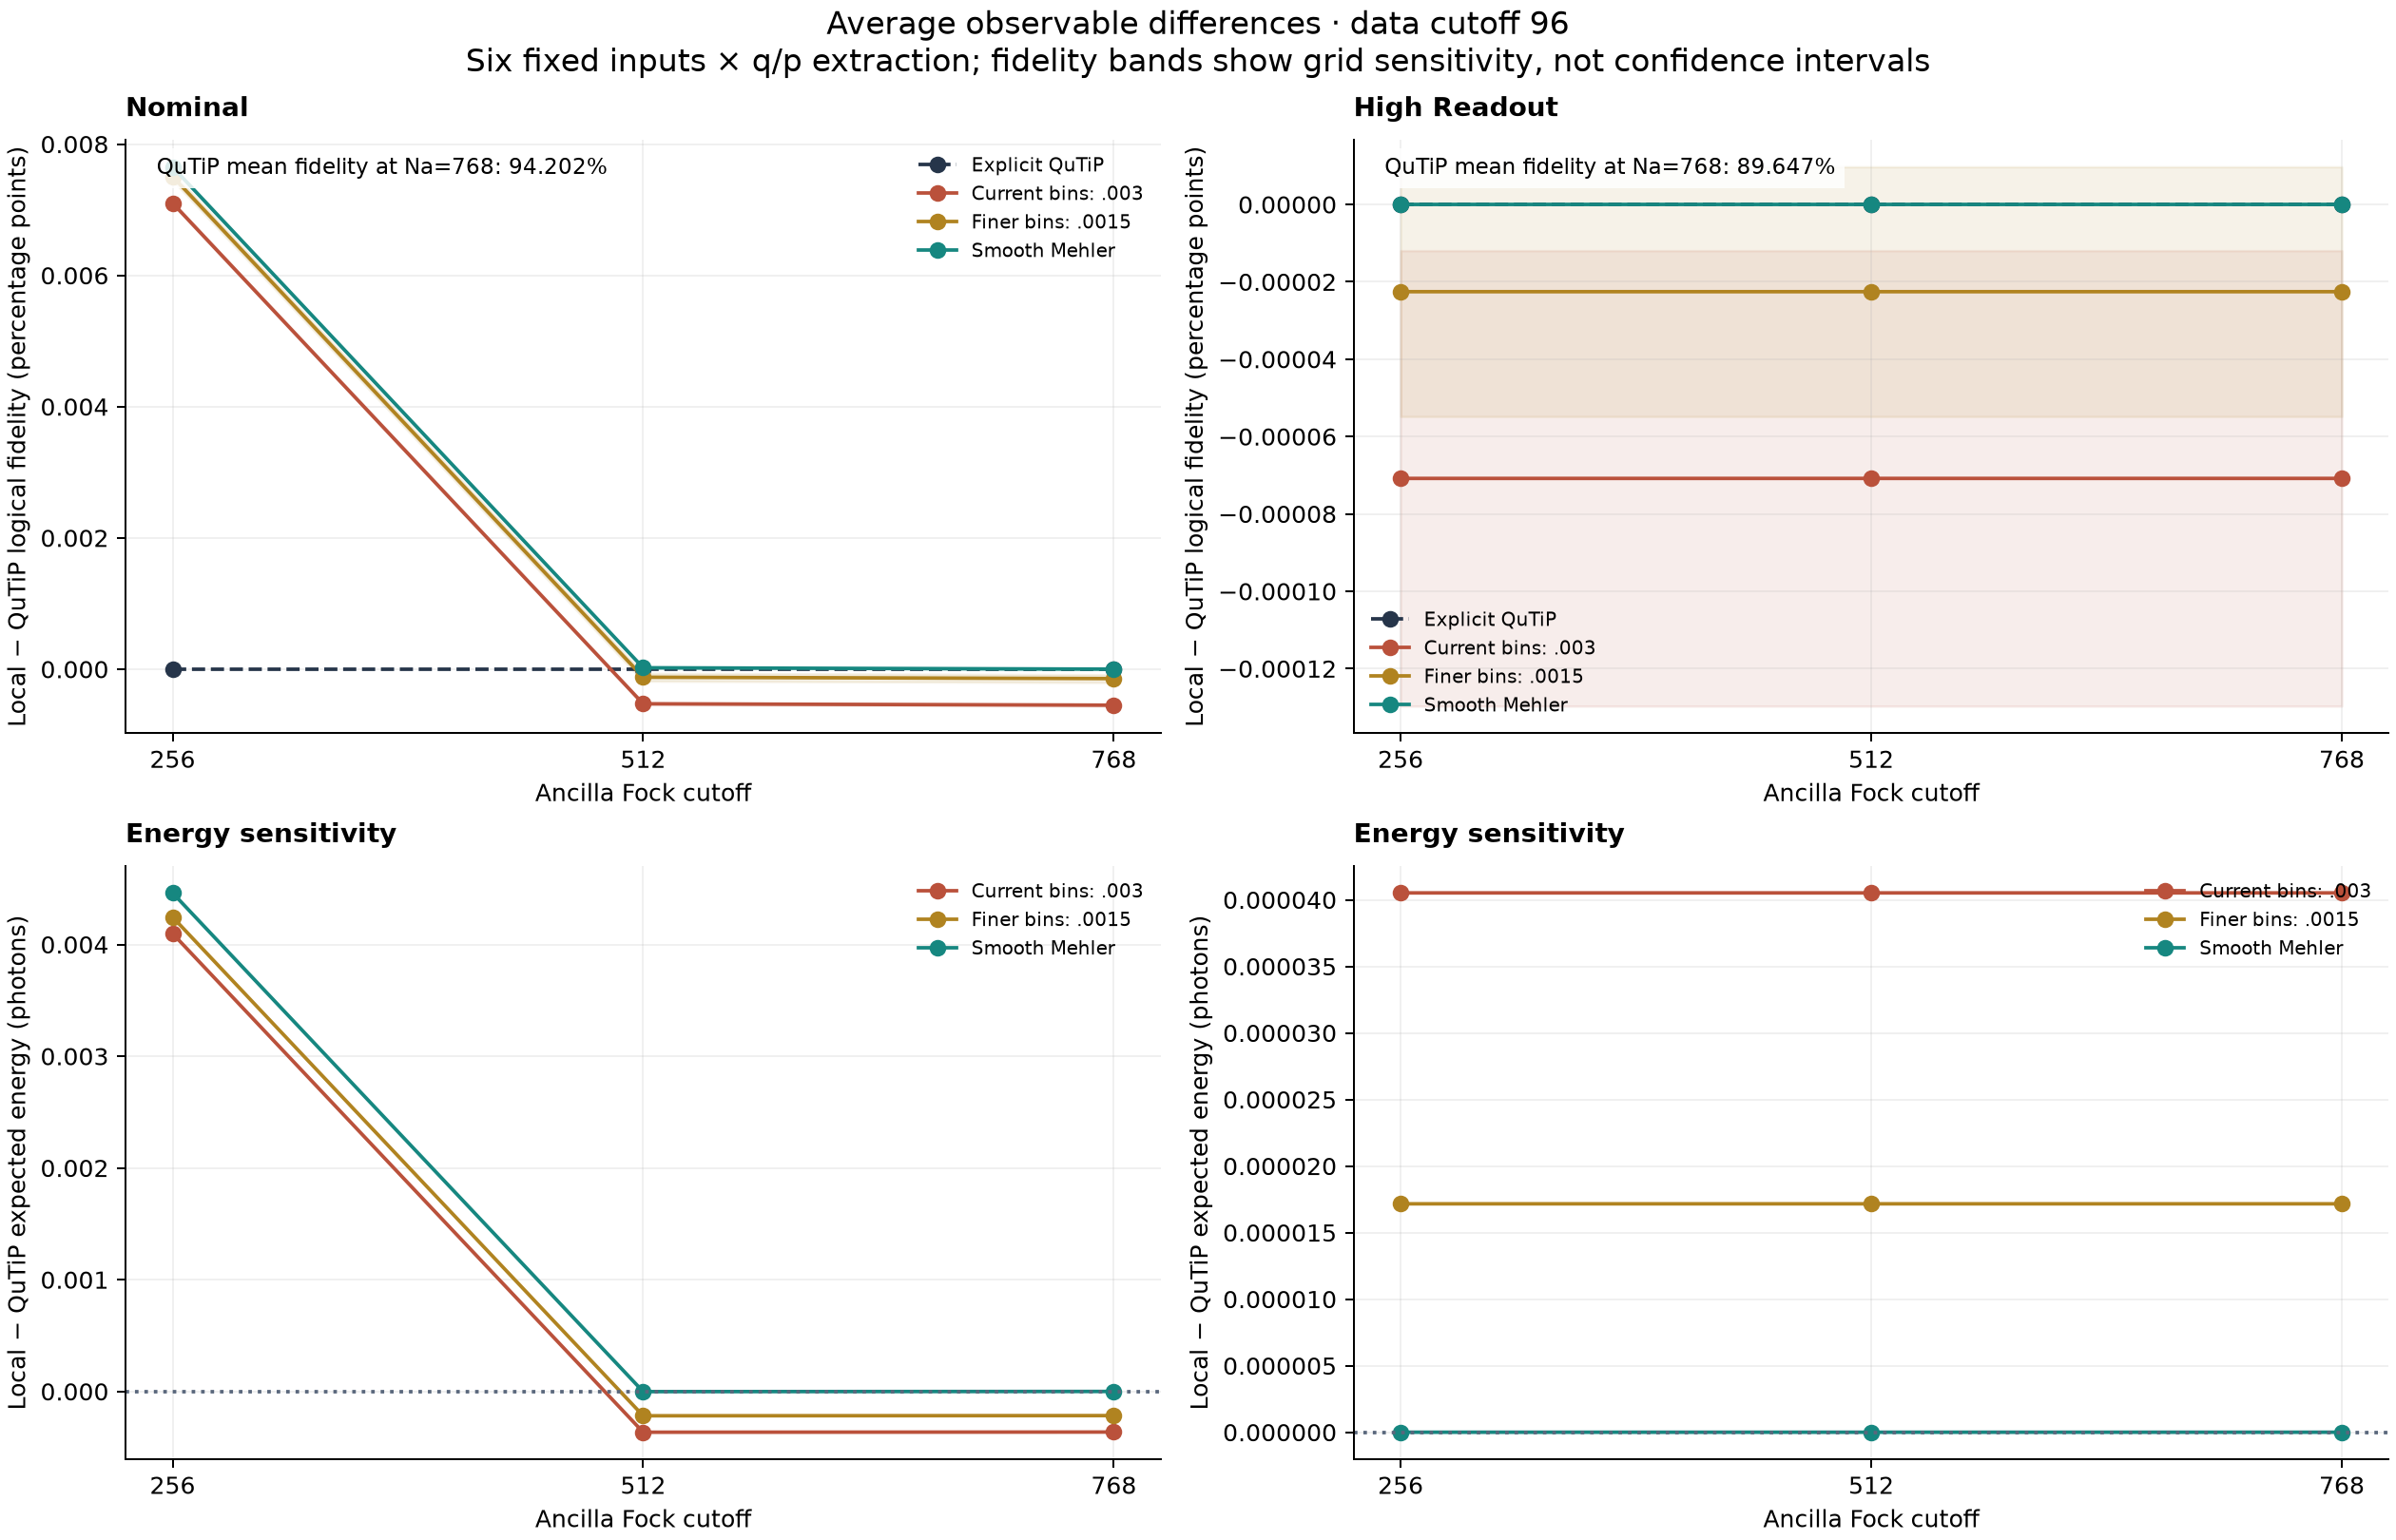 Average observable differences · data cutoff 96
Six fixed inputs × q/p extraction; fidelity bands show grid sensitivity, not confidence intervals
Nominal
Local − QuTiP logical fidelity (percentage points)
0.008
0.006
0.004
0.002
0.000
QuTiP mean fidelity at Na=768: 94.202%
Explicit QuTiP
Current bins: .003
Finer bins: .0015
Smooth Mehler
256
512
768
Ancilla Fock cutoff
High Readout
Local − QuTiP logical fidelity (percentage points)
0.00000
−0.00002
−0.00004
−0.00006
−0.00008
−0.00010
−0.00012
QuTiP mean fidelity at Na=768: 89.647%
Explicit QuTiP
Current bins: .003
Finer bins: .0015
Smooth Mehler
256
512
768
Ancilla Fock cutoff
Energy sensitivity
Local − QuTiP expected energy (photons)
0.004
0.003
0.002
0.001
0.000
Current bins: .003
Finer bins: .0015
Smooth Mehler
256
512
768
Ancilla Fock cutoff
Energy sensitivity
Local − QuTiP expected energy (photons)
0.000040
0.000035
0.000030
0.000025
0.000020
0.000015
0.000010
0.000005
0.000000
Current bins: .003
Finer bins: .0015
Smooth Mehler
256
512
768
Ancilla Fock cutoff